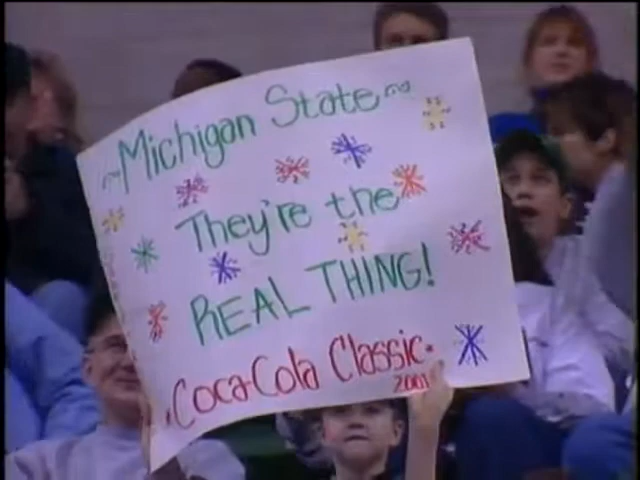 ~Michigan State~
They're the
REAL THING!
Coca-Cola Classic
2001